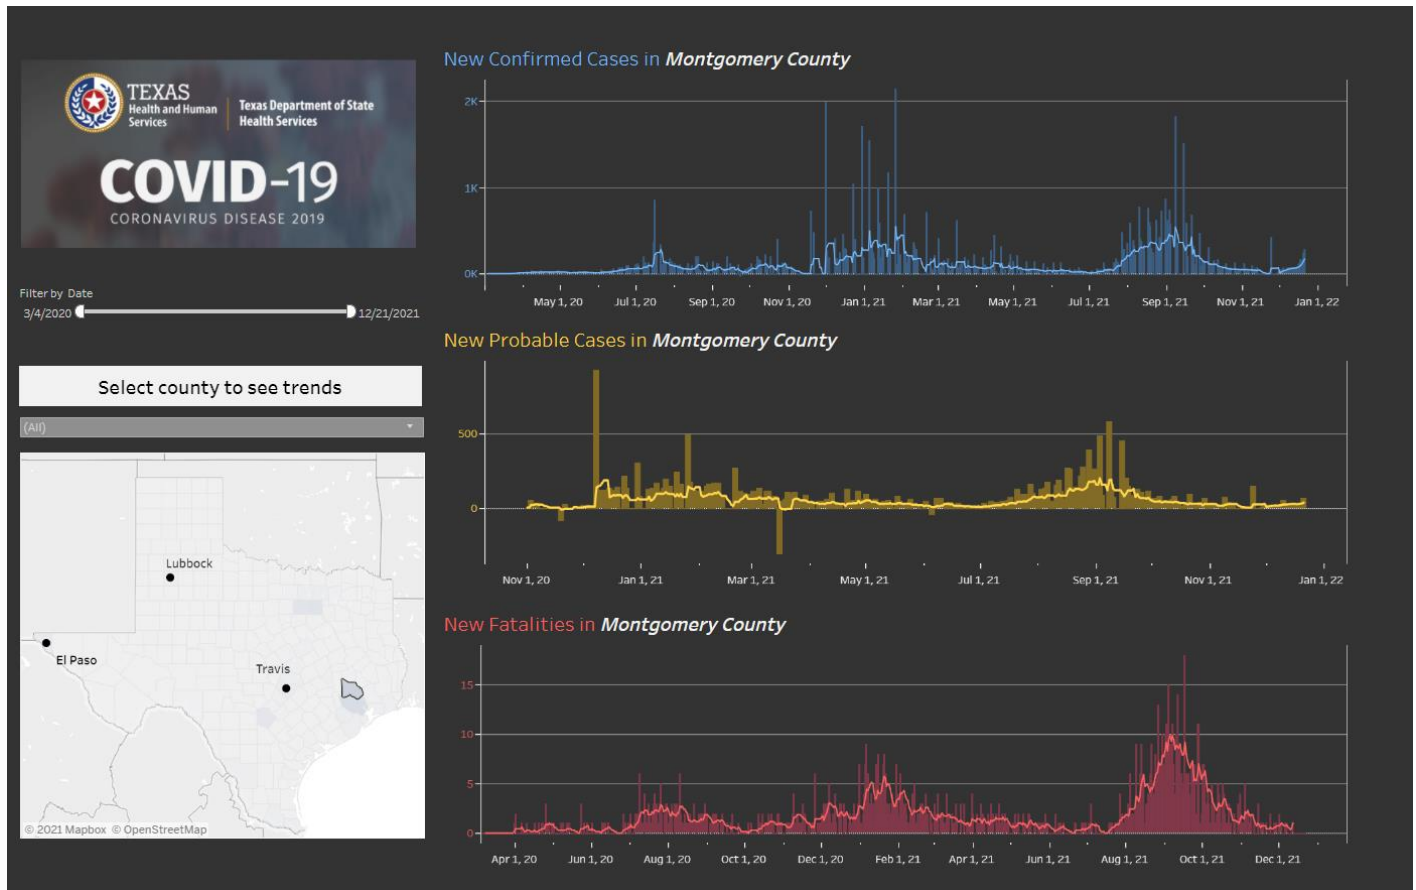 TEXAS
Health and Human
Services
Texas Department of State
Health Services
COVID-19
CORONAVIRUS DISEASE 2019
Filter by Date
3/4/2020 12/21/2021
Select county to see trends
(All)
Lubbock
El Paso
Travis
© 2021 Mapbox © OpenStreetMap
New Confirmed Cases in Montgomery County
2K
1K
0K
May 1, 20 Jul 1, 20 Sep 1, 20 Nov 1, 20 Jan 1, 21 Mar 1, 21 May 1, 21 Jul 1, 21 Sep 1, 21 Nov 1, 21 Jan 1, 22
New Probable Cases in Montgomery County
500
0
Nov 1, 20 Jan 1, 21 Mar 1, 21 May 1, 21 Jul 1, 21 Sep 1, 21 Nov 1, 21 Jan 1, 22
New Fatalities in Montgomery County
15
10
5
0
Apr 1, 20 Jun 1, 20 Aug 1, 20 Oct 1, 20 Dec 1, 20 Feb 1, 21 Apr 1, 21 Jun 1, 21 Aug 1, 21 Oct 1, 21 Dec 1, 21